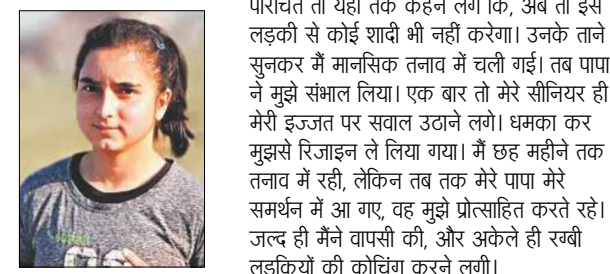 परिचित तो यहां तक कहने लगे कि, अब तो इस
लड़की से कोई शादी भी नहीं करेगा। उनके ताने
सुनकर मैं मानसिक तनाव में चली गई। तब पापा
ने मुझे संभाल लिया। एक बार तो मेरे सीनियर ही
मेरी इज्जत पर सवाल उठाने लगे। धमका कर
मुझसे रिजाइन ले लिया गया। मैं छह महीने तक
तनाव में रही, लेकिन तब तक मेरे पापा मेरे
समर्थन में आ गए, वह मुझे प्रोत्साहित करते रहे।
जल्द ही मैंने वापसी की, और अकेले ही रग्बी
लड़कियों की कोचिंग करने लगी।